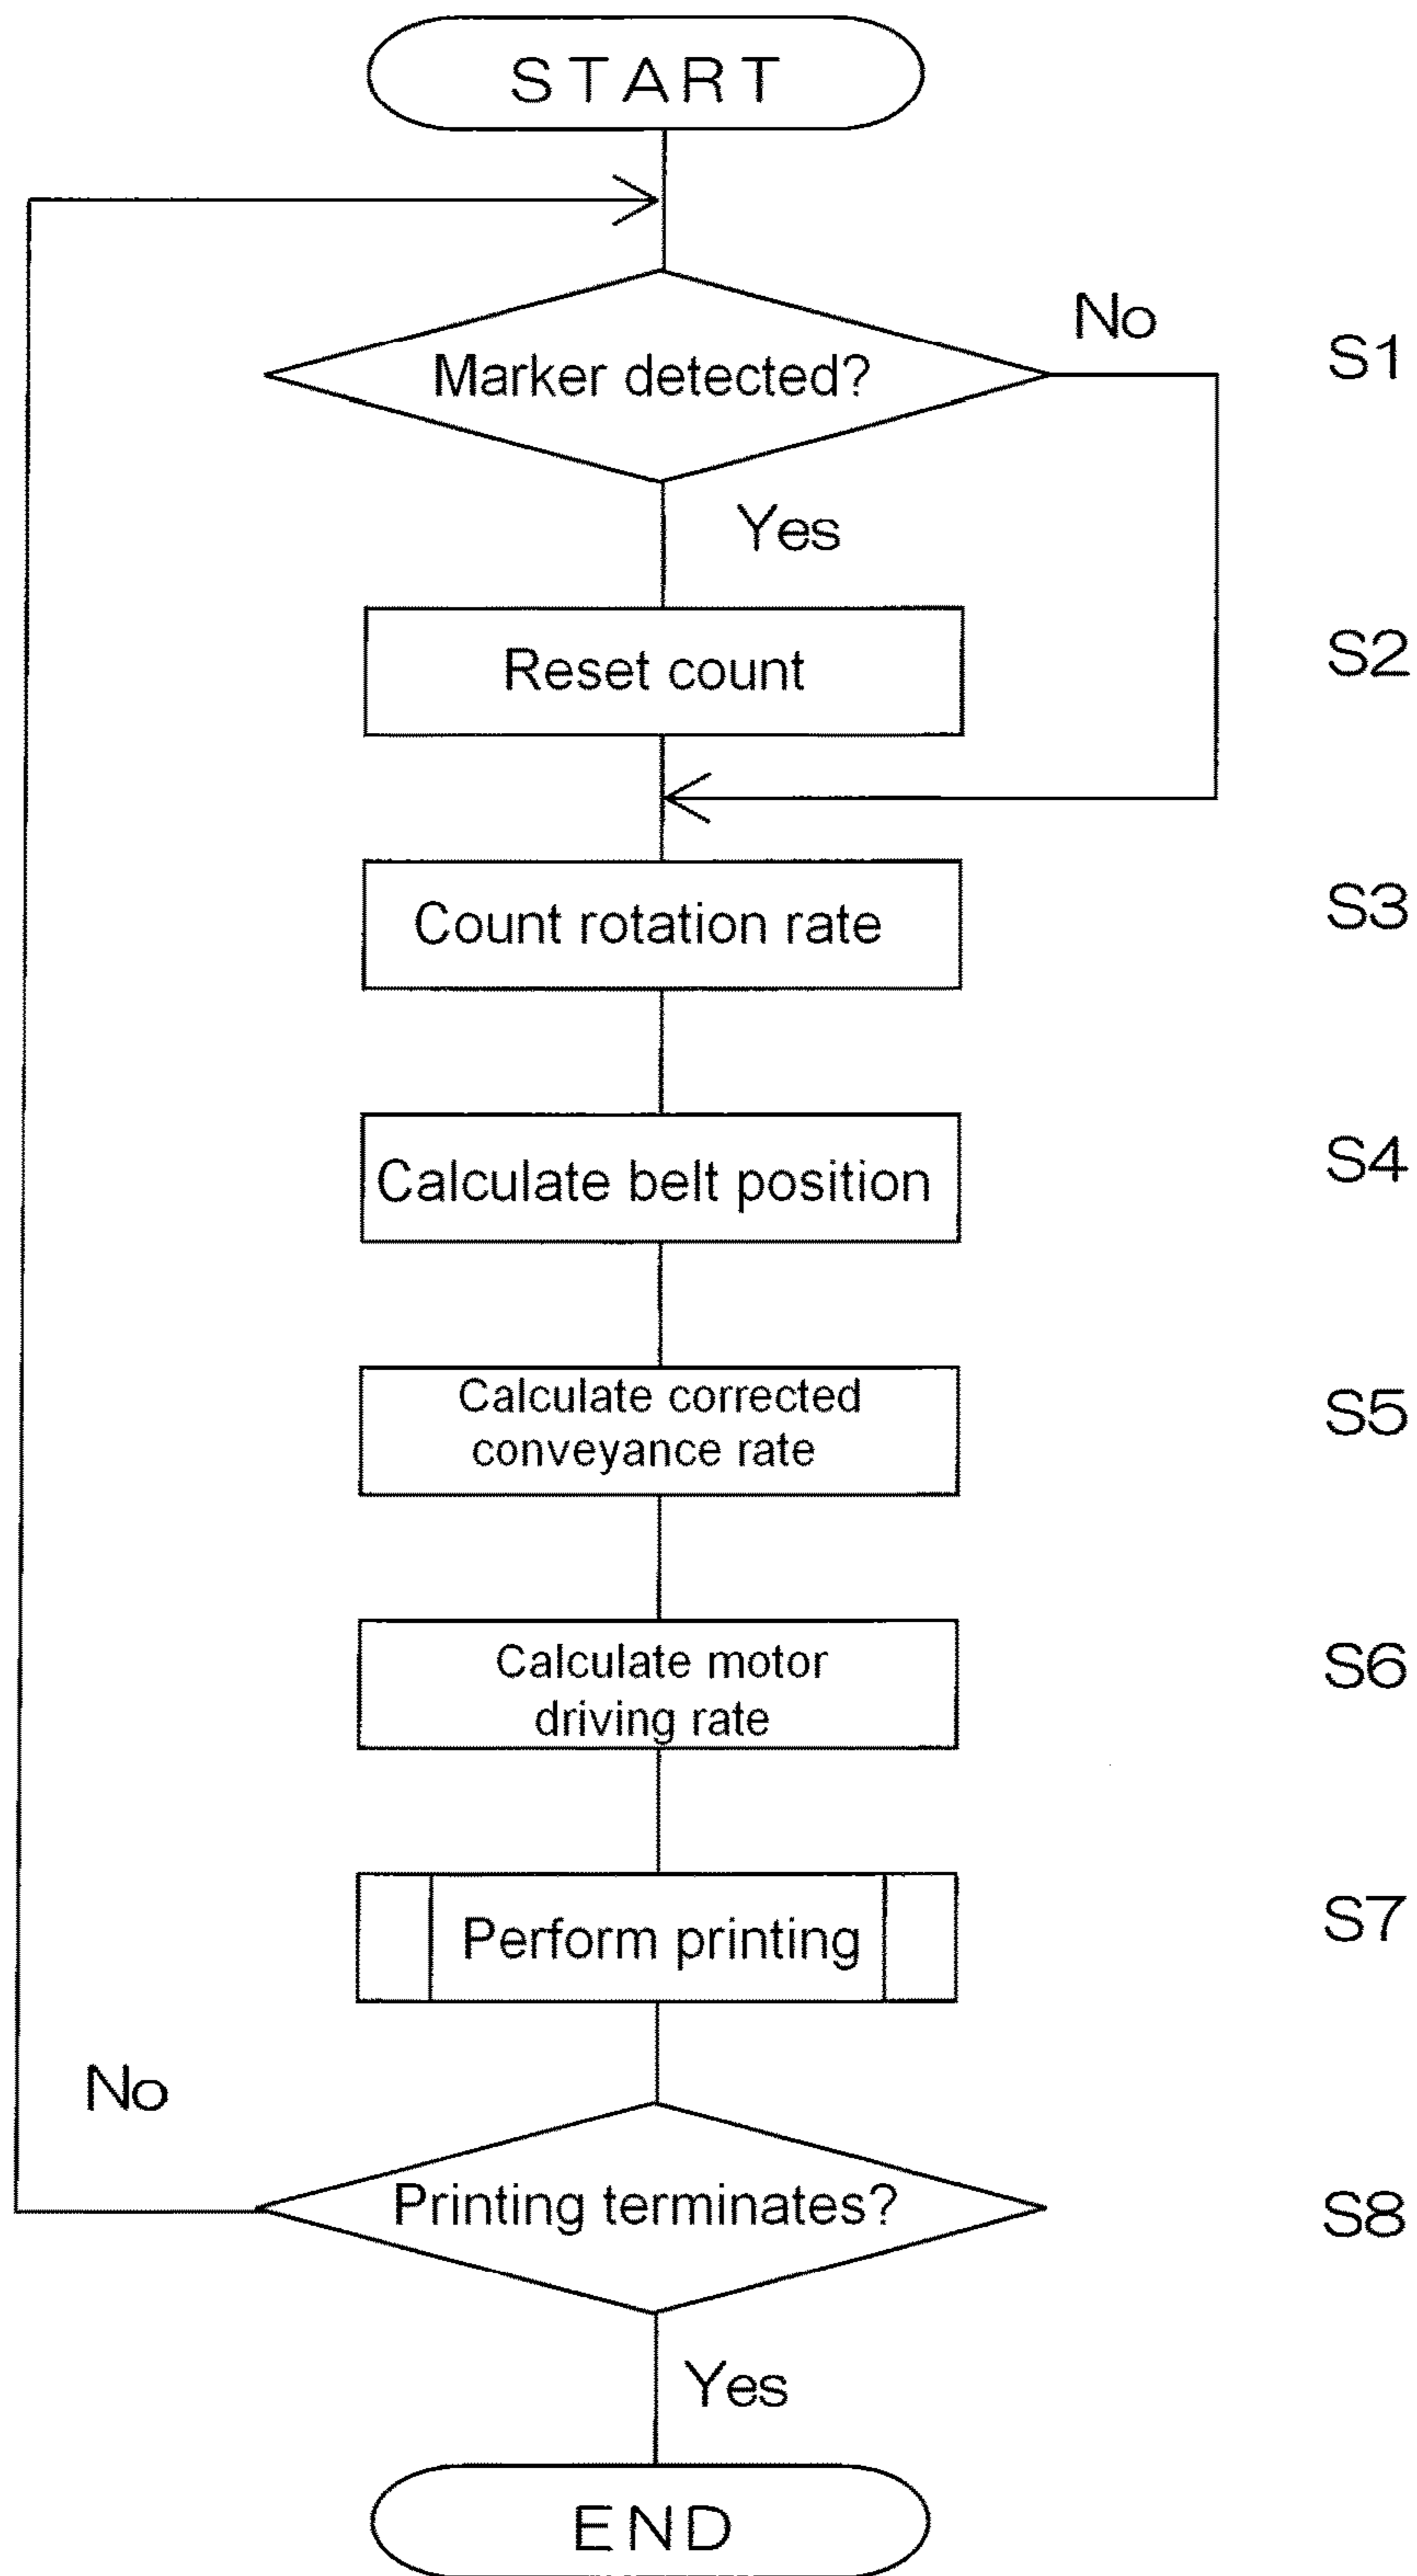 START
No
Marker detected?
S1
Yes
Reset count
S2
Count rotation rate
S3
Calculate belt position
S4
Calculate corrected
conveyance rate
S5
Calculate motor
driving rate
S6
Perform printing
S7
No
Printing terminates?
S8
Yes
END